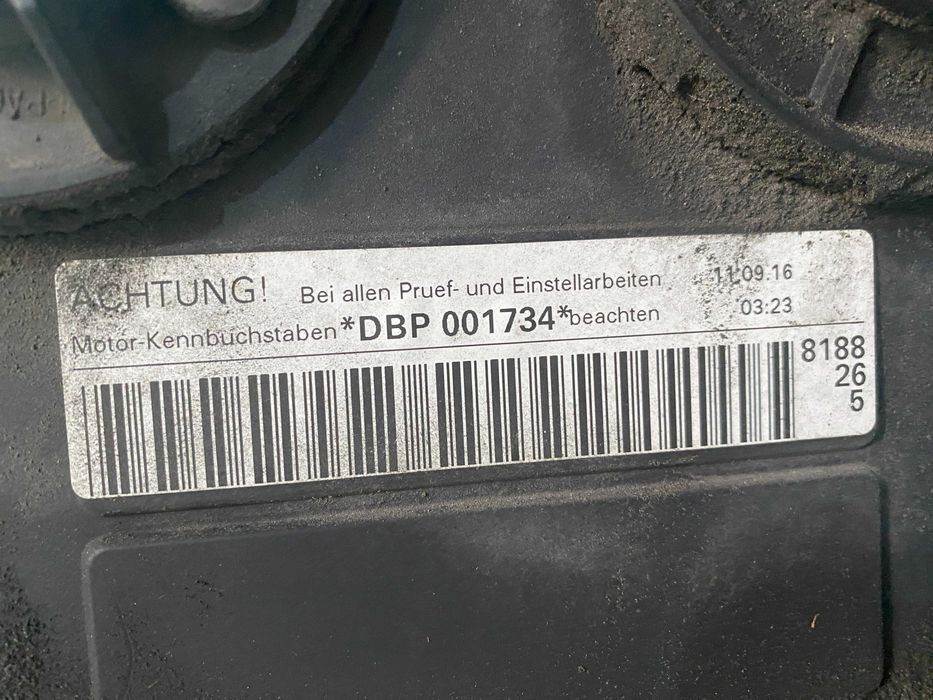 ACHTUNG! Bei allen Pruef- und Einstellarbeiten 11.09.16
Motor-Kennbuchstaben *DBP 001734* beachten 03:23
8188
26
5